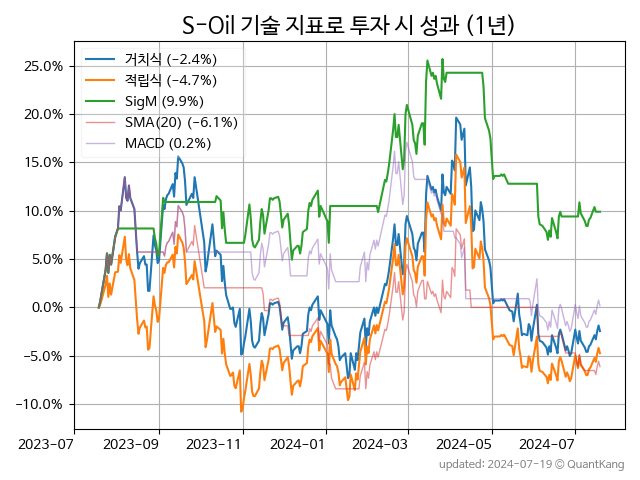 S-Oil 기술 지표로 투자 시 성과 (1년)
거치식 (−2.4%)
적립식 (−4.7%)
SigM (9.9%)
SMA(20) (−6.1%)
MACD (0.2%)
25.0%
20.0%
15.0%
10.0%
5.0%
0.0%
−5.0%
−10.0%
2023-07 2023-09 2023-11 2024-01 2024-03 2024-05 2024-07
updated: 2024-07-19 © QuantKang